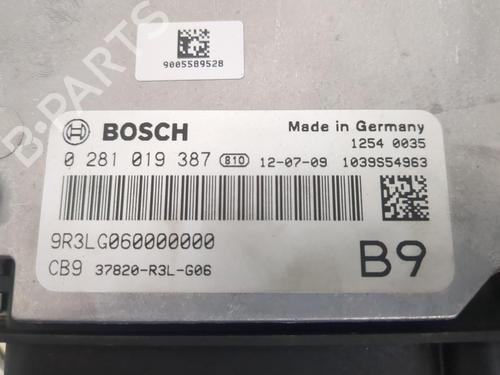 9005589528
B-PARTS
BOSCH
Made in Germany
1254 0035
0 281 019 387 B10 12-07-09 1039S54963
9R3LG060000000
CB9 37820-R3L-G06
B9